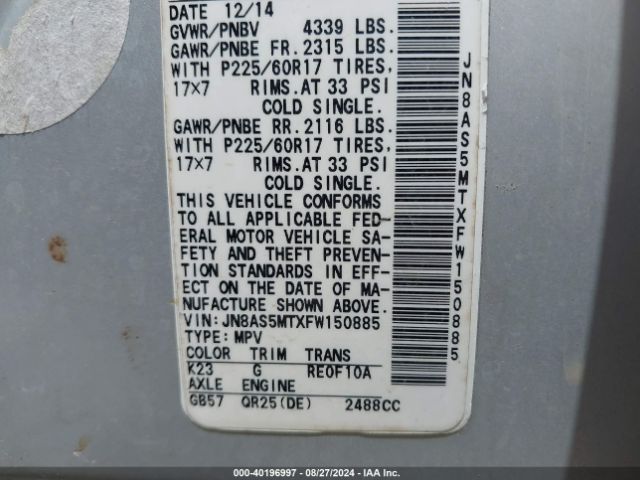 DATE 12/14
GVWR/PNBV 4339 LBS.
GAWR/PNBE FR. 2315 LBS.
WITH P225/60R17 TIRES,
17×7 RIMS. AT 33 PSI
COLD SINGLE.
GAWR/PNBE RR. 2116 LBS.
WITH P225/60R17 TIRES,
17×7 RIMS. AT 33 PSI
COLD SINGLE.
THIS VEHICLE CONFORMS
TO ALL APPLICABLE FED-
ERAL MOTOR VEHICLE SA-
FETY AND THEFT PREVEN-
TION STANDARDS IN EFF-
ECT ON THE DATE OF MA-
NUFACTURE SHOWN ABOVE.
VIN: JN8AS5MTXFW150885
TYPE: MPV
COLOR TRIM TRANS
K23 G RE0F10A
AXLE ENGINE
GB57 QR25(DE) 2488CC
JN8AS5MTXFW150885
000-40196997 - 08/27/2024 - IAA Inc.